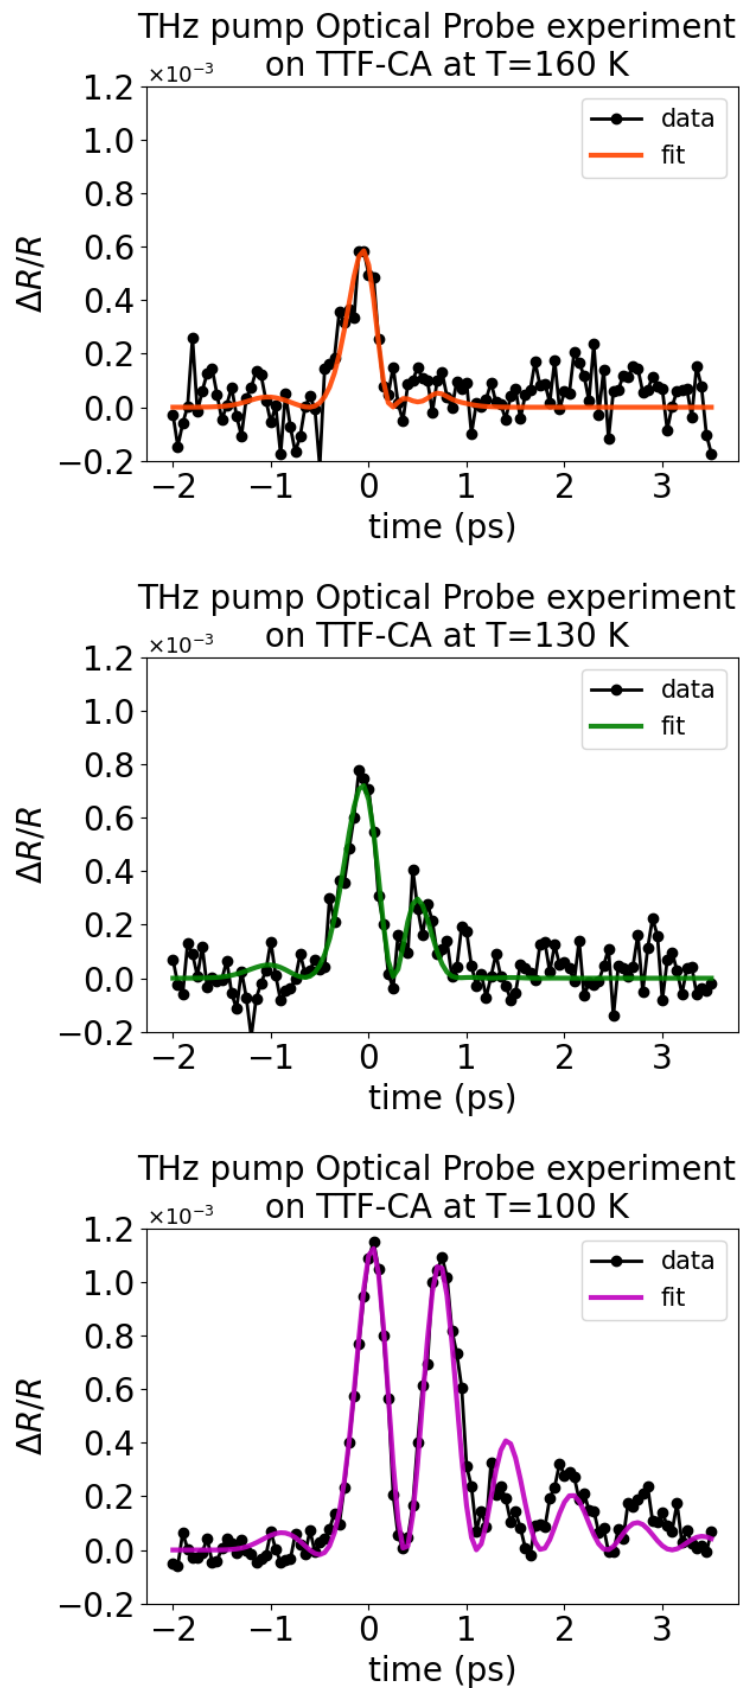 THz pump Optical Probe experiment
on TTF-CA at T=160 K
×10⁻³
1.2
1.0
0.8
0.6
0.4
0.2
0.0
−0.2
ΔR/R
data
fit
−2 −1 0 1 2 3
time (ps)
THz pump Optical Probe experiment
on TTF-CA at T=130 K
×10⁻³
1.2
1.0
0.8
0.6
0.4
0.2
0.0
−0.2
ΔR/R
data
fit
−2 −1 0 1 2 3
time (ps)
THz pump Optical Probe experiment
on TTF-CA at T=100 K
×10⁻³
1.2
1.0
0.8
0.6
0.4
0.2
0.0
−0.2
ΔR/R
data
fit
−2 −1 0 1 2 3
time (ps)